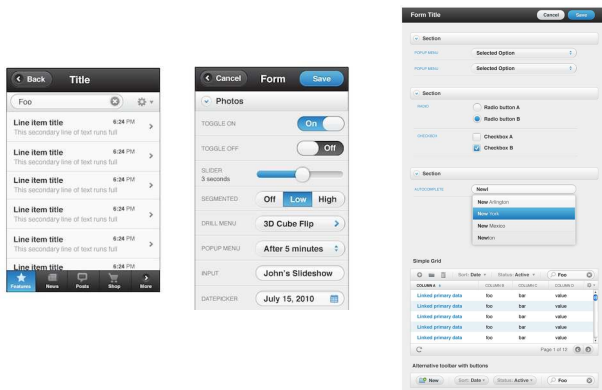 Back
Title
Foo
Line item title 6:24 PM
This secondary line of text runs full
Line item title 6:24 PM
This secondary line of text runs full
Line item title 6:24 PM
This secondary line of text runs full
Line item title 6:24 PM
This secondary line of text runs full
Line item title 6:24 PM
This secondary line of text runs full
Line item title 6:24 PM
Features News Posts Shop More
Cancel Form Save
Photos
TOGGLE ON On
TOGGLE OFF Off
SLIDER
3 seconds
SEGMENTED Off Low High
DRILL MENU 3D Cube Flip
POPUP MENU After 5 minutes
INPUT John's Slideshow
DATEPICKER July 15, 2010
Form Title Cancel Save
Section
POPUP MENU Selected Option
POPUP MENU Selected Option
Section
RADIO Radio button A
Radio button B
CHECKBOX Checkbox A
Checkbox B
Section
AUTOCOMPLETE Newl
New Arlington
New York
New Mexico
Newton
Simple Grid
Sort: Date Status: Active Foo
COLUMN A COLUMN B COLUMN C COLUMN D
Linked primary data foo bar value
Linked primary data foo bar value
Linked primary data foo bar value
Linked primary data foo bar value
Linked primary data foo bar value
Page 1 of 12
Alternative toolbar with buttons
New Sort: Date Status: Active Foo